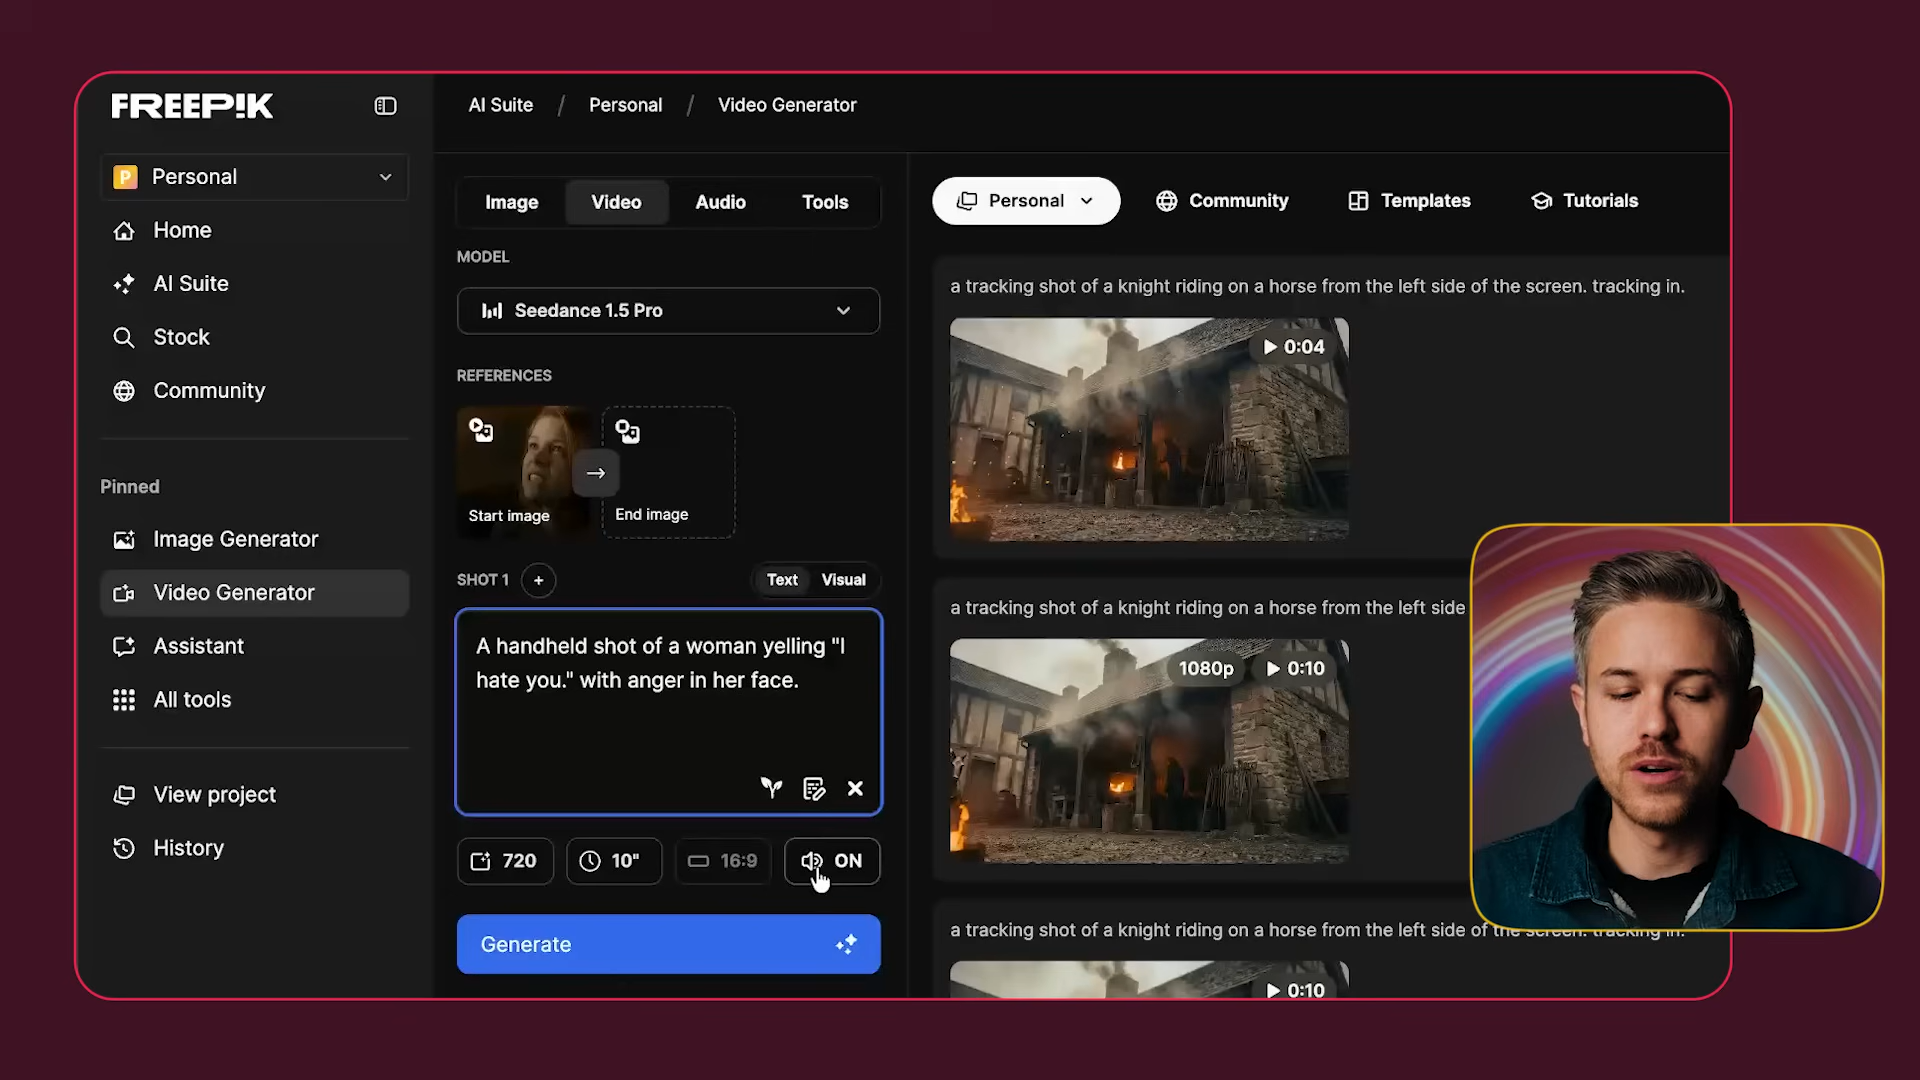 FREEP!K
P Personal
Home
AI Suite
Stock
Community
Pinned
Image Generator
Video Generator
Assistant
All tools
View project
History
AI Suite / Personal / Video Generator
Image Video Audio Tools
MODEL
Seedance 1.5 Pro
REFERENCES
Start image
End image
SHOT 1 +
Text Visual
A handheld shot of a woman yelling "I
hate you." with anger in her face.
720 10" 16:9 ON
Generate
Personal Community Templates Tutorials
a tracking shot of a knight riding on a horse from the left side of the screen. tracking in.
0:04
a tracking shot of a knight riding on a horse from the left side
1080p 0:10
a tracking shot of a knight riding on a horse from the left side of the screen. tracking in.
0:10